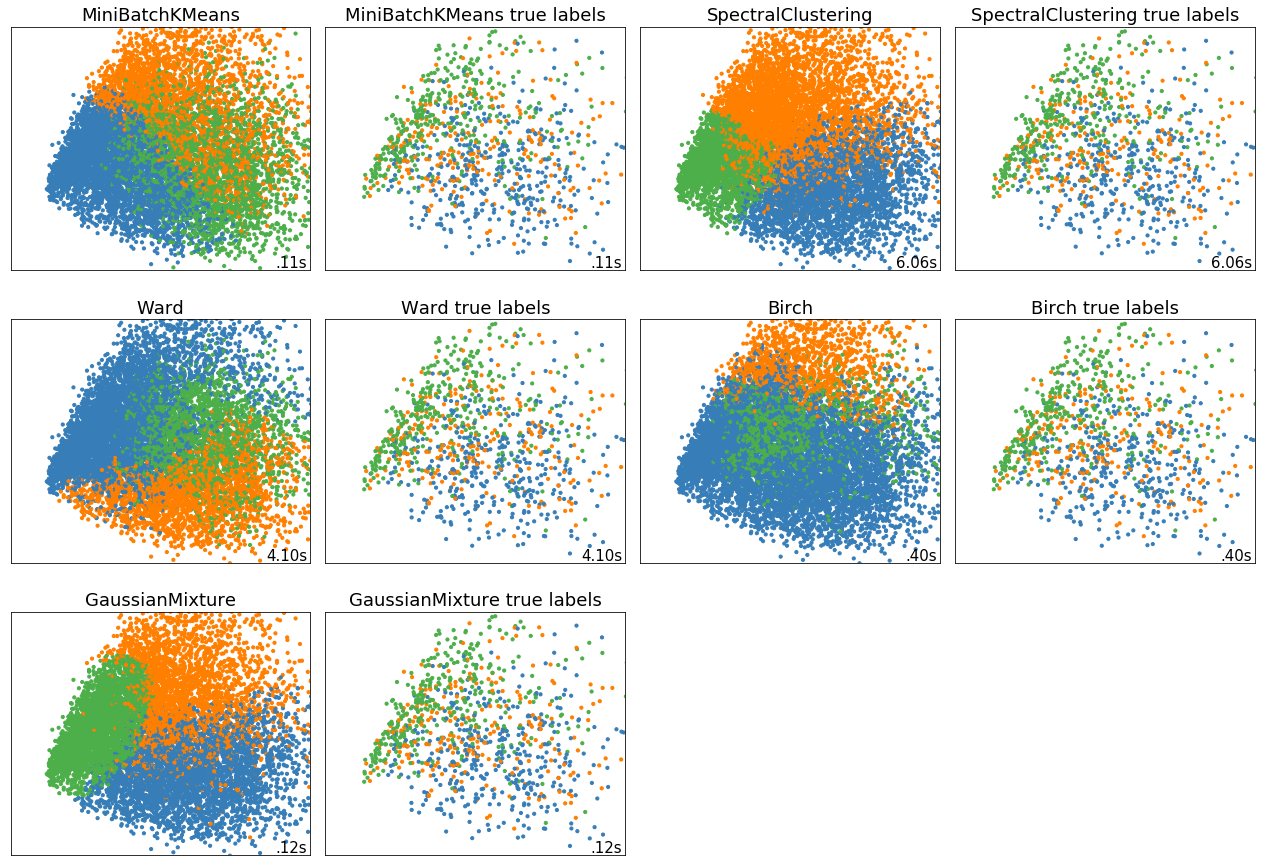 MiniBatchKMeans
MiniBatchKMeans true labels
SpectralClustering
SpectralClustering true labels
.11s
.11s
6.06s
6.06s
Ward
Ward true labels
Birch
Birch true labels
4.10s
4.10s
.40s
.40s
GaussianMixture
GaussianMixture true labels
.12s
.12s